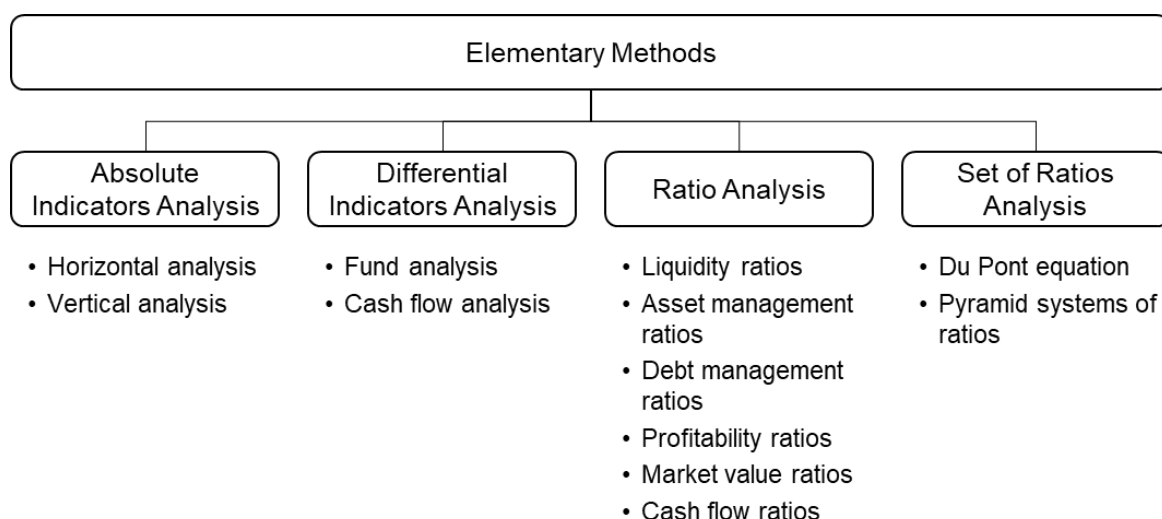 Elementary Methods
Absolute
Indicators Analysis
• Horizontal analysis
• Vertical analysis
Differential
Indicators Analysis
• Fund analysis
• Cash flow analysis
Ratio Analysis
• Liquidity ratios
• Asset management
ratios
• Debt management
ratios
• Profitability ratios
• Market value ratios
• Cash flow ratios
Set of Ratios
Analysis
• Du Pont equation
• Pyramid systems of
ratios